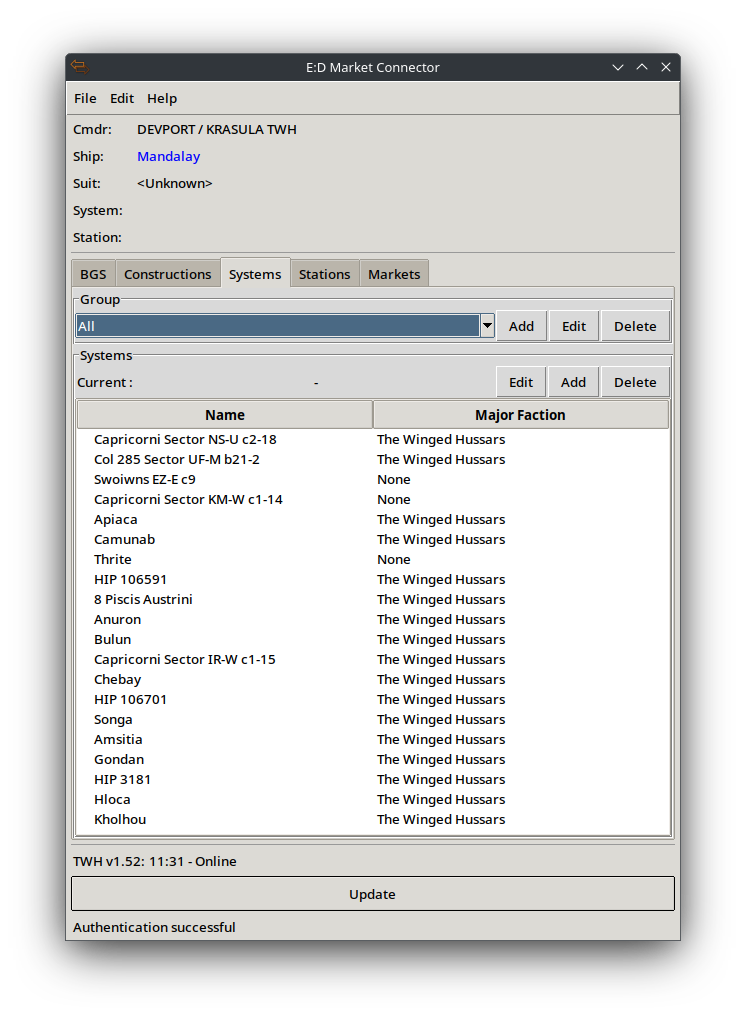 E:D Market Connector
File Edit Help
Cmdr: DEVPORT / KRASULA TWH
Ship: Mandalay
Suit: <Unknown>
System:
Station:
BGS Constructions Systems Stations Markets
Group
All Add Edit Delete
Systems
Current : - Edit Add Delete
Name Major Faction
Capricorni Sector NS-U c2-18 The Winged Hussars
Col 285 Sector UF-M b21-2 The Winged Hussars
Swoiwns EZ-E c9 None
Capricorni Sector KM-W c1-14 None
Apiaca The Winged Hussars
Camunab The Winged Hussars
Thrite None
HIP 106591 The Winged Hussars
8 Piscis Austrini The Winged Hussars
Anuron The Winged Hussars
Bulun The Winged Hussars
Capricorni Sector IR-W c1-15 The Winged Hussars
Chebay The Winged Hussars
HIP 106701 The Winged Hussars
Songa The Winged Hussars
Amsitia The Winged Hussars
Gondan The Winged Hussars
HIP 3181 The Winged Hussars
Hloca The Winged Hussars
Kholhou The Winged Hussars
TWH v1.52: 11:31 - Online
Update
Authentication successful